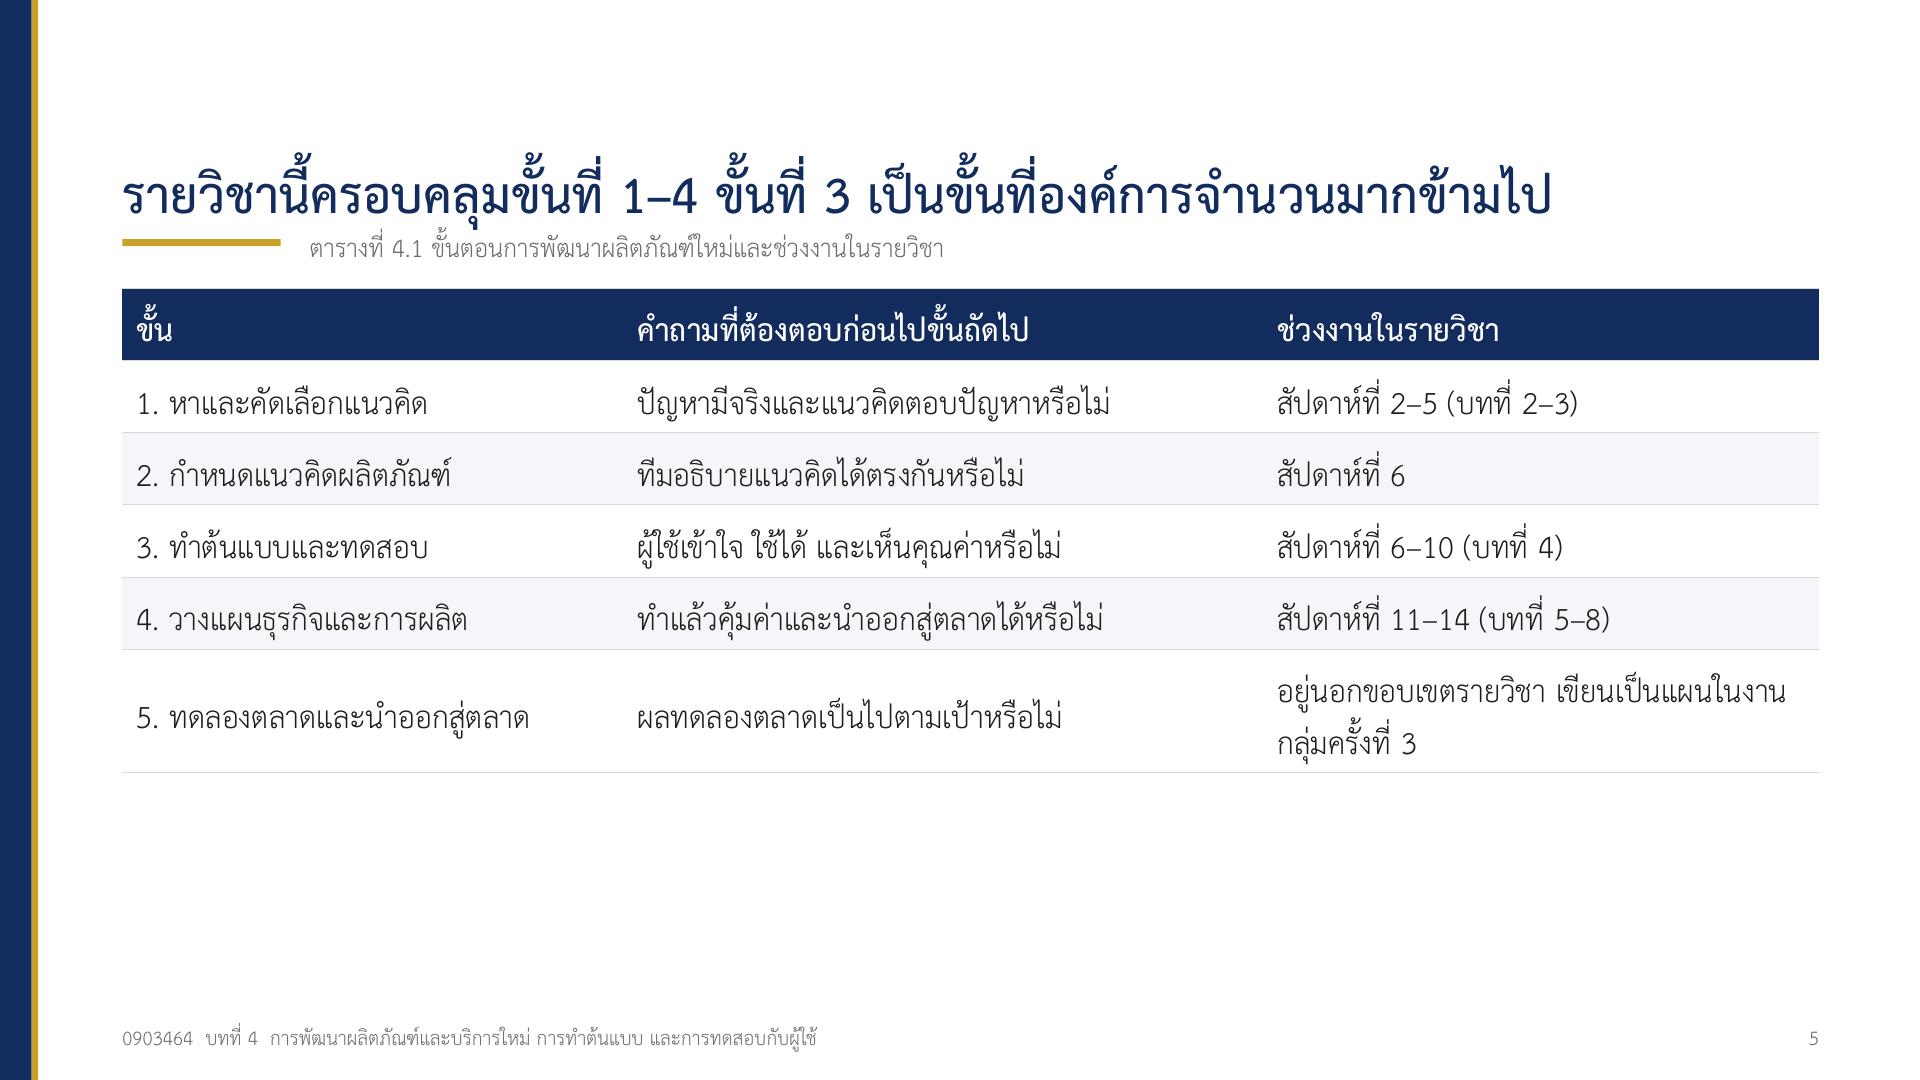 รายวิชานี้ครอบคลุมขั้นที่ 1–4 ขั้นที่ 3 เป็นขั้นที่องค์การจำนวนมากข้ามไป
ตารางที่ 4.1 ขั้นตอนการพัฒนาผลิตภัณฑ์ใหม่และช่วงงานในรายวิชา
ขั้น คำถามที่ต้องตอบก่อนไปขั้นถัดไป ช่วงงานในรายวิชา
1. หาและคัดเลือกแนวคิด ปัญหามีจริงและแนวคิดตอบปัญหาหรือไม่ สัปดาห์ที่ 2–5 (บทที่ 2–3)
2. กำหนดแนวคิดผลิตภัณฑ์ ทีมอธิบายแนวคิดได้ตรงกันหรือไม่ สัปดาห์ที่ 6
3. ทำต้นแบบและทดสอบ ผู้ใช้เข้าใจ ใช้ได้ และเห็นคุณค่าหรือไม่ สัปดาห์ที่ 6–10 (บทที่ 4)
4. วางแผนธุรกิจและการผลิต ทำแล้วคุ้มค่าและนำออกสู่ตลาดได้หรือไม่ สัปดาห์ที่ 11–14 (บทที่ 5–8)
5. ทดลองตลาดและนำออกสู่ตลาด ผลทดลองตลาดเป็นไปตามเป้าหรือไม่ อยู่นอกขอบเขตรายวิชา เขียนเป็นแผนในงาน
กลุ่มครั้งที่ 3
0903464 บทที่ 4 การพัฒนาผลิตภัณฑ์และบริการใหม่ การทำต้นแบบ และการทดสอบกับผู้ใช้ 5